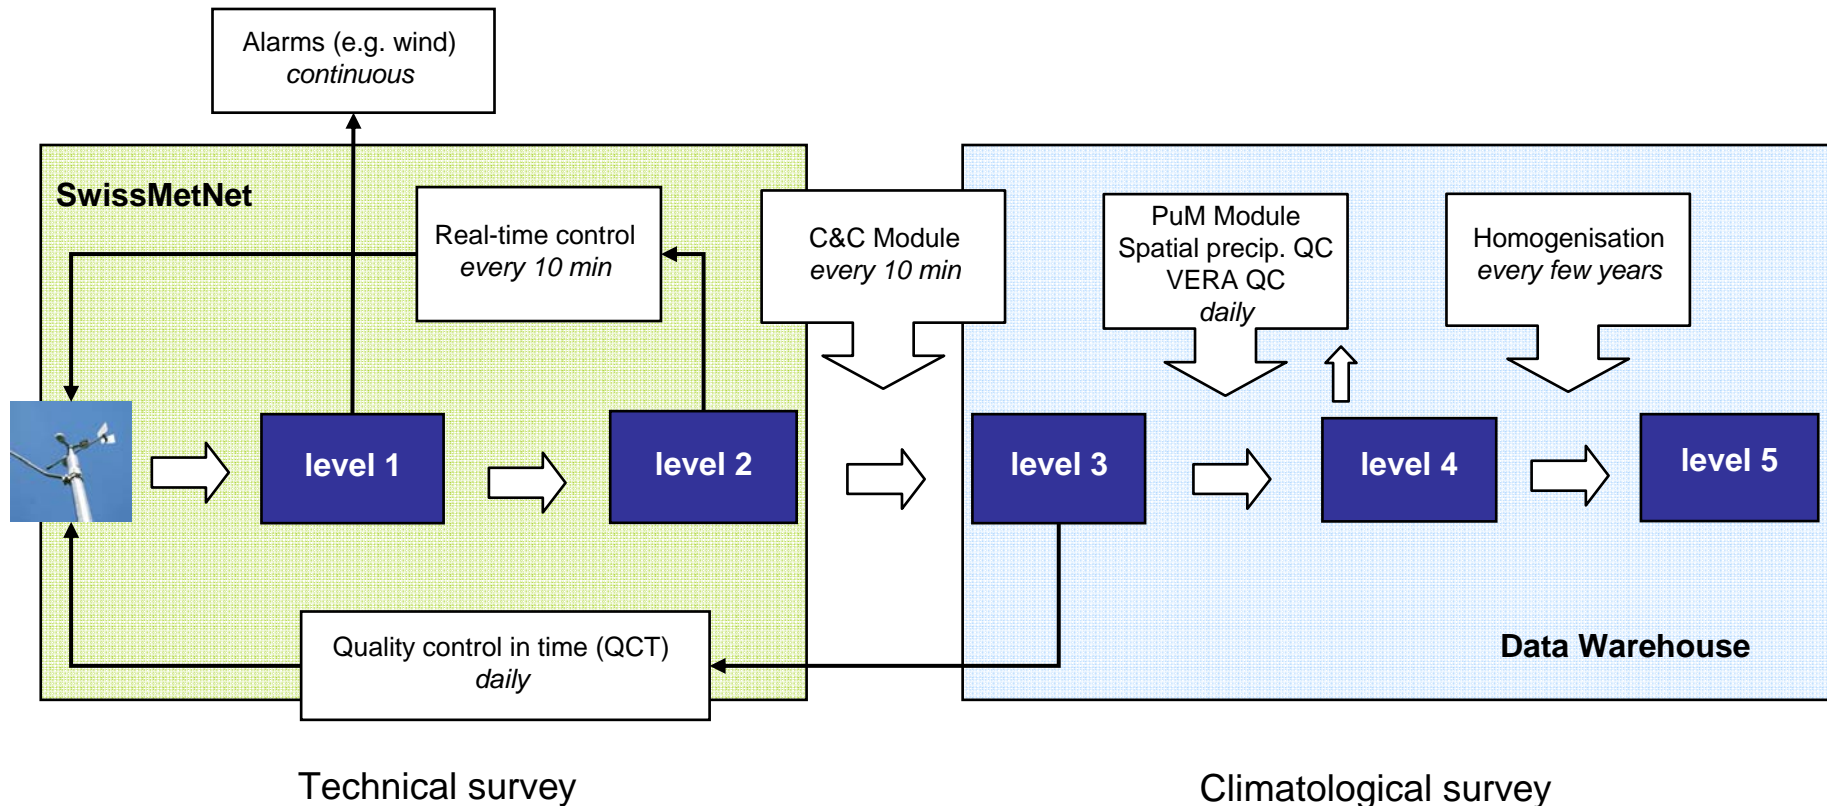 Alarms (e.g. wind)
continuous
SwissMetNet
Real-time control
every 10 min
C&C Module
every 10 min
PuM Module
Spatial precip. QC
VERA QC
daily
Homogenisation
every few years
level 1
level 2
level 3
level 4
level 5
Quality control in time (QCT)
daily
Data Warehouse
Technical survey
Climatological survey